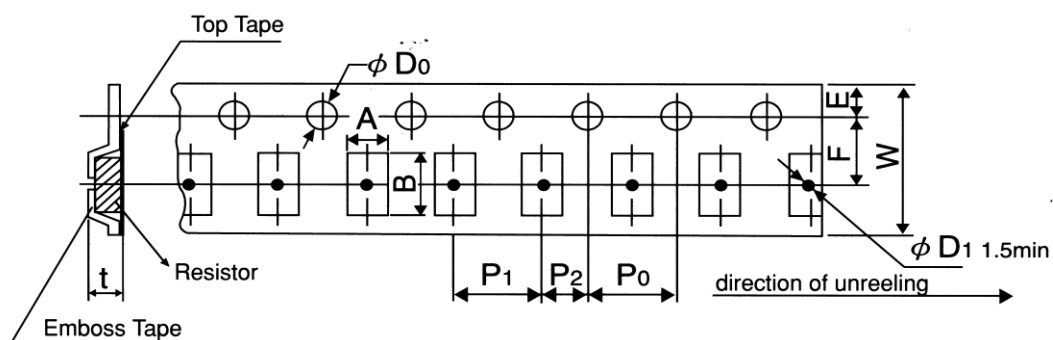 Top Tape
φ D0
A
B
E
F
W
t
Resistor
Emboss Tape
P1
P2
P0
φ D1 1.5min
direction of unreeling